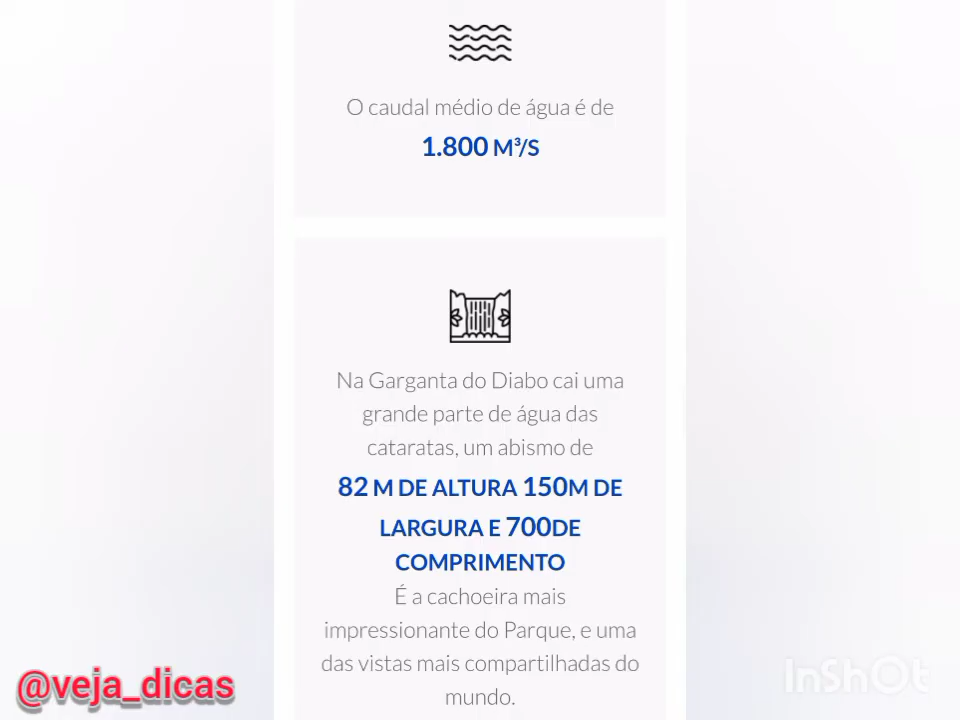 O caudal médio de água é de
1.800 M³/S
Na Garganta do Diabo cai uma
grande parte de água das
cataratas, um abismo de
82 M DE ALTURA 150M DE
LARGURA E 700DE
COMPRIMENTO
É a cachoeira mais
impressionante do Parque, e uma
das vistas mais compartilhadas do
mundo.
@veja_dicas
InShOt